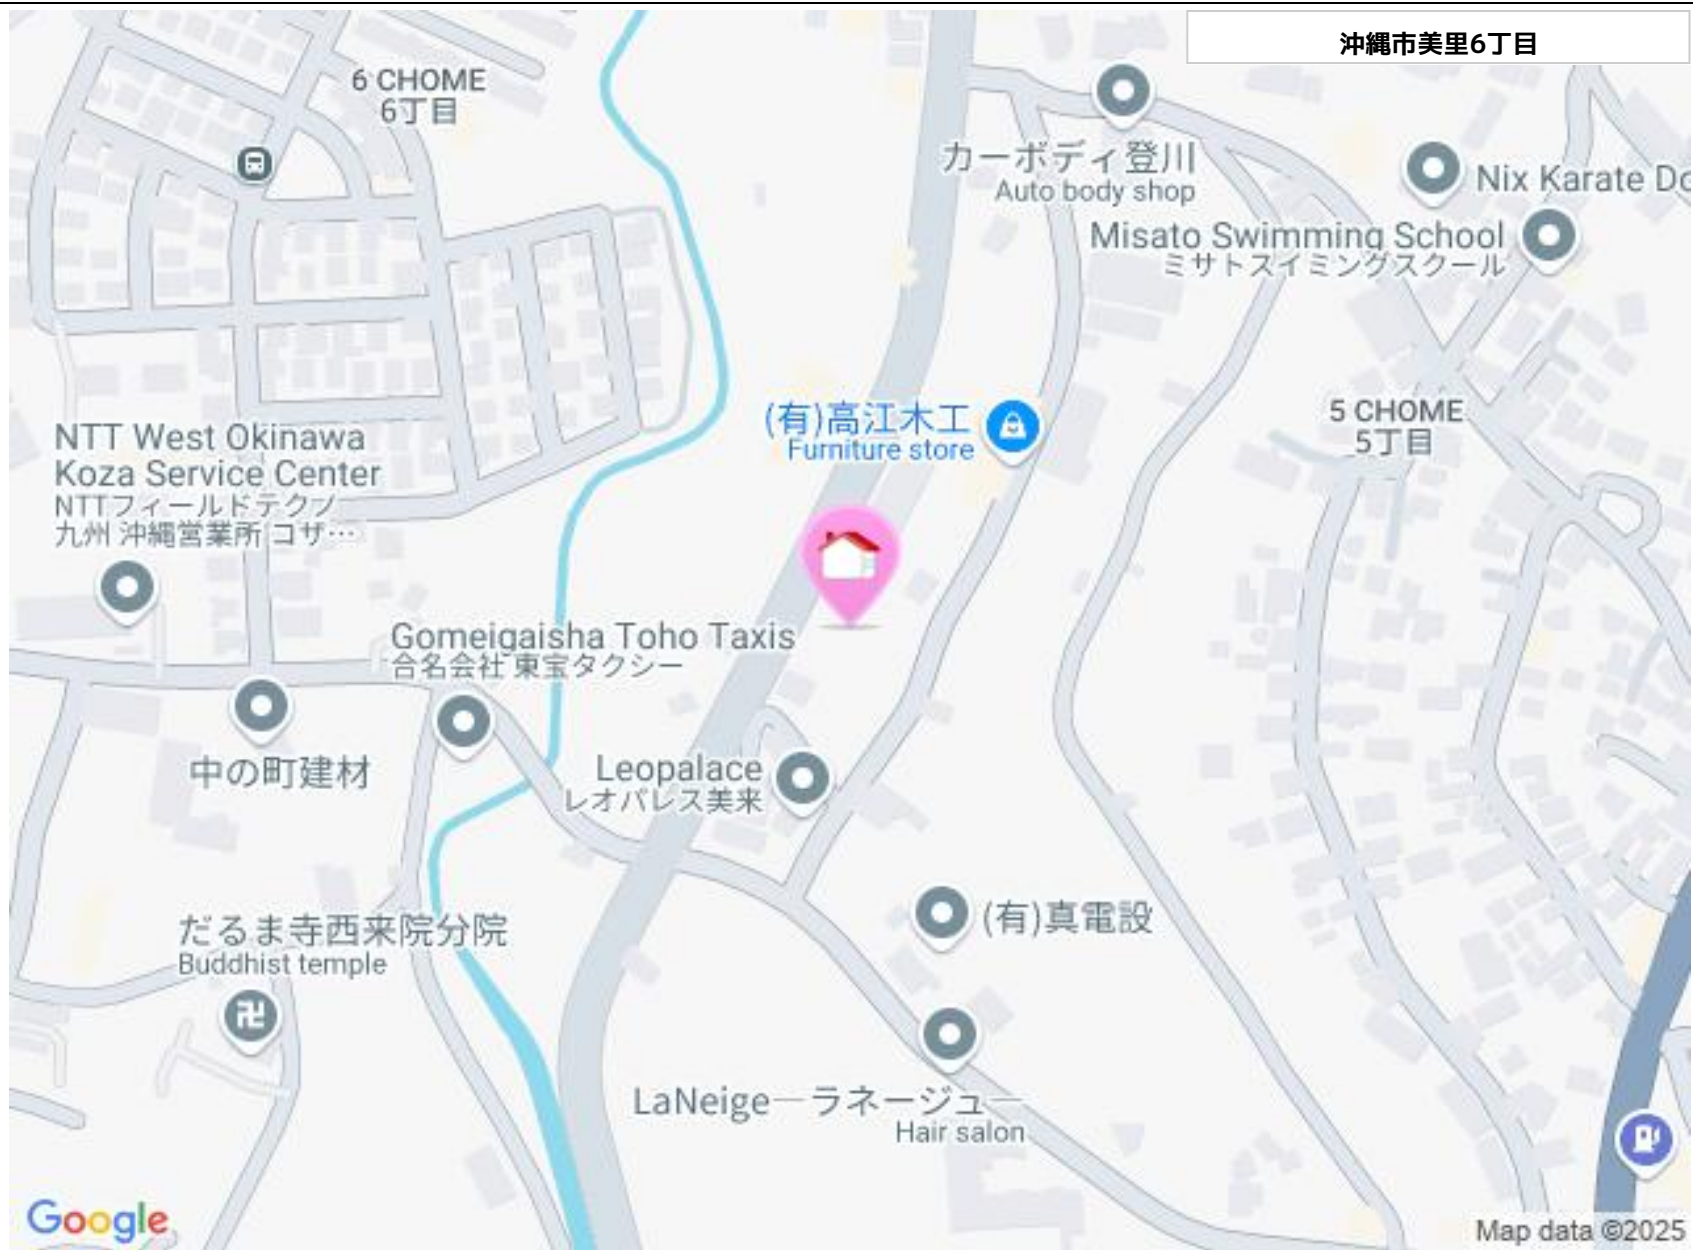 沖縄市美里6丁目
6 CHOME
6丁目
カーボディ登川
Auto body shop
Nix Karate Do
Misato Swimming School
ミサトスイミングスクール
(有)高江木工
Furniture store
5 CHOME
5丁目
NTT West Okinawa
Koza Service Center
NTTフィールドテクノ
九州 沖縄営業所 コザ…
Gomeigaisha Toho Taxis
合名会社 東宝タクシー
中の町建材
Leopalace
レオパレス美来
(有)真電設
だるま寺西来院分院
Buddhist temple
LaNeige―ラネージュ―
Hair salon
Google
Map data ©2025